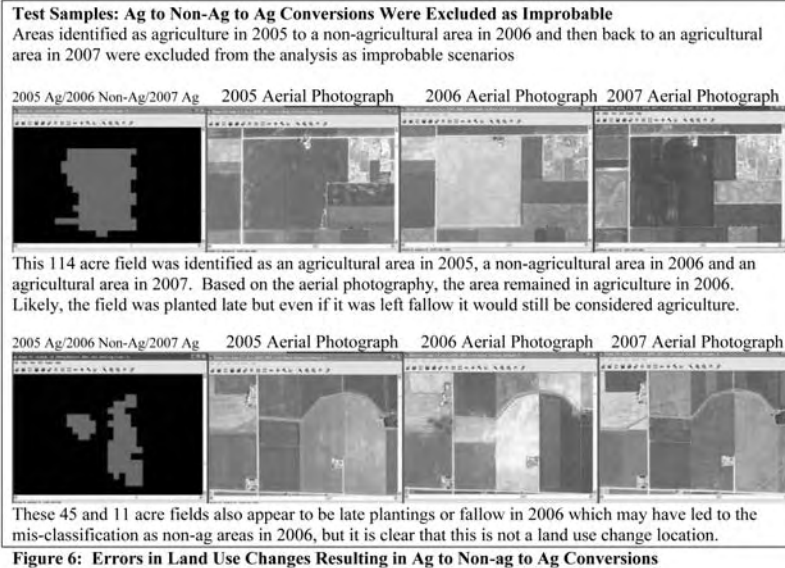 Test Samples: Ag to Non-Ag to Ag Conversions Were Excluded as Improbable
Areas identified as agriculture in 2005 to a non-agricultural area in 2006 and then back to an agricultural
area in 2007 were excluded from the analysis as improbable scenarios
2005 Ag/2006 Non-Ag/2007 Ag 2005 Aerial Photograph 2006 Aerial Photograph 2007 Aerial Photograph
This 114 acre field was identified as an agricultural area in 2005, a non-agricultural area in 2006 and an
agricultural area in 2007. Based on the aerial photography, the area remained in agriculture in 2006.
Likely, the field was planted late but even if it was left fallow it would still be considered agriculture.
2005 Ag/2006 Non-Ag/2007 Ag 2005 Aerial Photograph 2006 Aerial Photograph 2007 Aerial Photograph
These 45 and 11 acre fields also appear to be late plantings or fallow in 2006 which may have led to the
mis-classification as non-ag areas in 2006, but it is clear that this is not a land use change location.
Figure 6: Errors in Land Use Changes Resulting in Ag to Non-ag to Ag Conversions